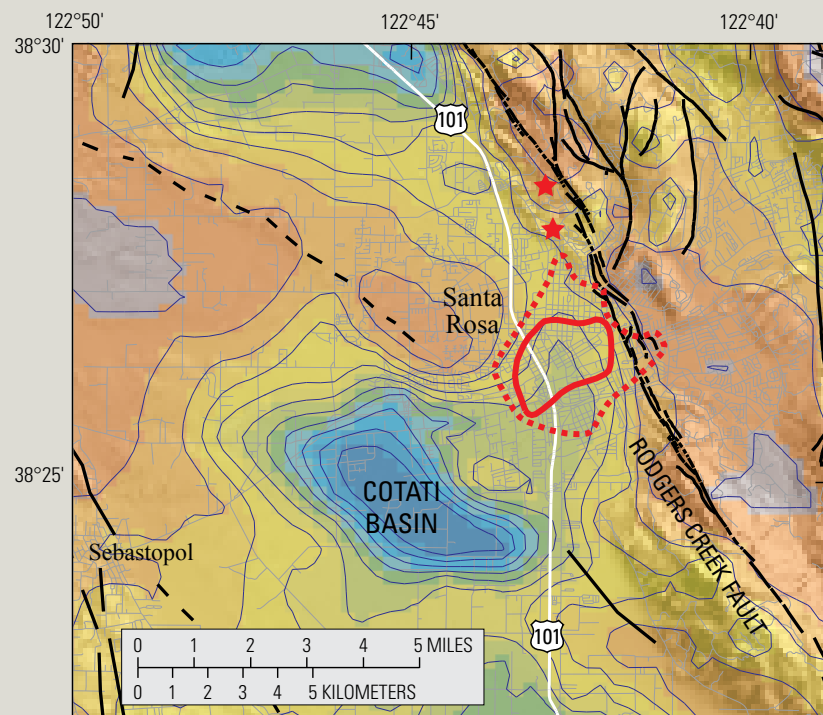 122°50'
122°45'
122°40'
38°30'
101
Santa
Rosa
38°25'
COTATI
BASIN
RODGERS CREEK FAULT
Sebastopol
101
0 1 2 3 4 5 MILES
0 1 2 3 4 5 KILOMETERS